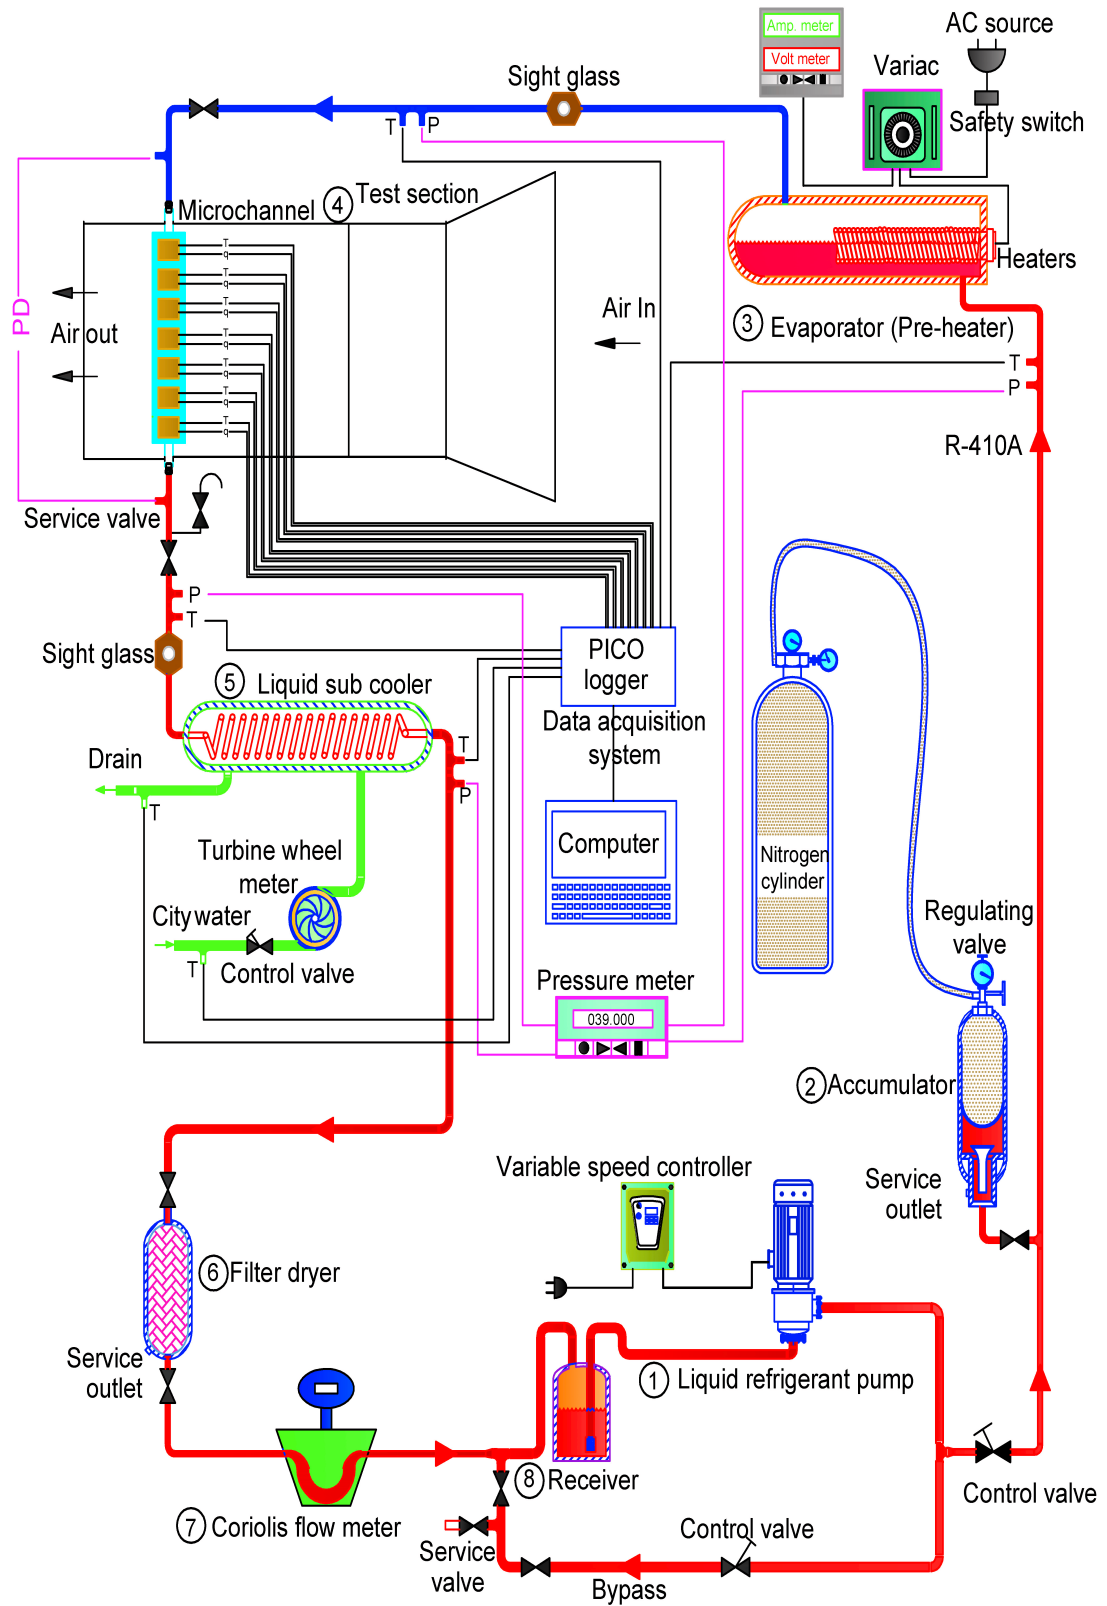 AC source
Amp. meter
Volt meter
Variac
Safety switch
Sight glass
T
P
Microchannel
4
Test section
T
q
T
q
T
q
T
q
T
q
T
q
T
q
PD
Air out
Air In
Heaters
3
Evaporator (Pre-heater)
T
P
R-410A
Service valve
P
T
Sight glass
PICO
logger
Data acquisition
system
5
Liquid sub cooler
T
P
Drain
T
Computer
Turbine wheel
meter
City water
T
Control valve
Nitrogen
cylinder
Regulating
valve
Pressure meter
039.000
2
Accumulator
Service
outlet
Variable speed controller
6
Filter dryer
Service
outlet
1
Liquid refrigerant pump
8
Receiver
7
Coriolis flow meter
Service
valve
Control valve
Control valve
Bypass